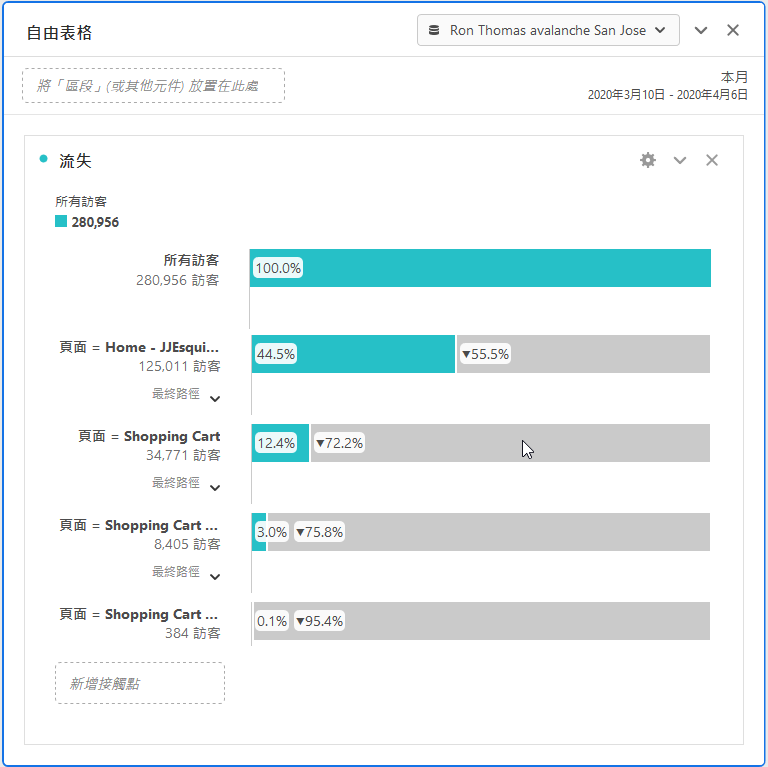 自由表格
Ron Thomas avalanche San Jose
將「區段」(或其他元件) 放置在此處
本月
2020年3月10日 - 2020年4月6日
流失
所有訪客
280,956
所有訪客
280,956 訪客
100.0%
頁面 = Home - JJEsqui...
125,011 訪客
最終路徑
44.5%
▼55.5%
頁面 = Shopping Cart
34,771 訪客
最終路徑
12.4%
▼72.2%
頁面 = Shopping Cart ...
8,405 訪客
最終路徑
3.0%
▼75.8%
頁面 = Shopping Cart ...
384 訪客
0.1%
▼95.4%
新增接觸點